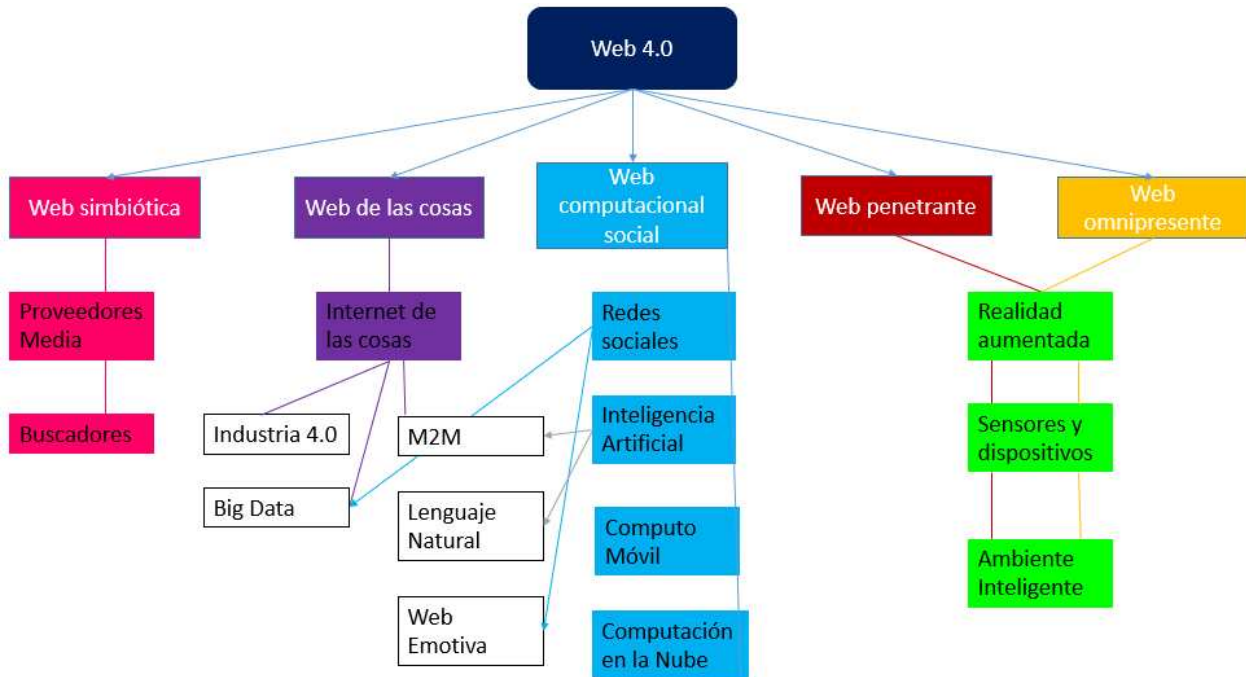 Web 4.0
Web simbiótica
Web de las cosas
Web
computacional
social
Web penetrante
Web
omnipresente
Proveedores
Media
Internet de
las cosas
Redes
sociales
Realidad
aumentada
Buscadores
Industria 4.0
M2M
Inteligencia
Artificial
Sensores y
dispositivos
Big Data
Lenguaje
Natural
Computo
Móvil
Ambiente
Inteligente
Web
Emotiva
Computación
en la Nube